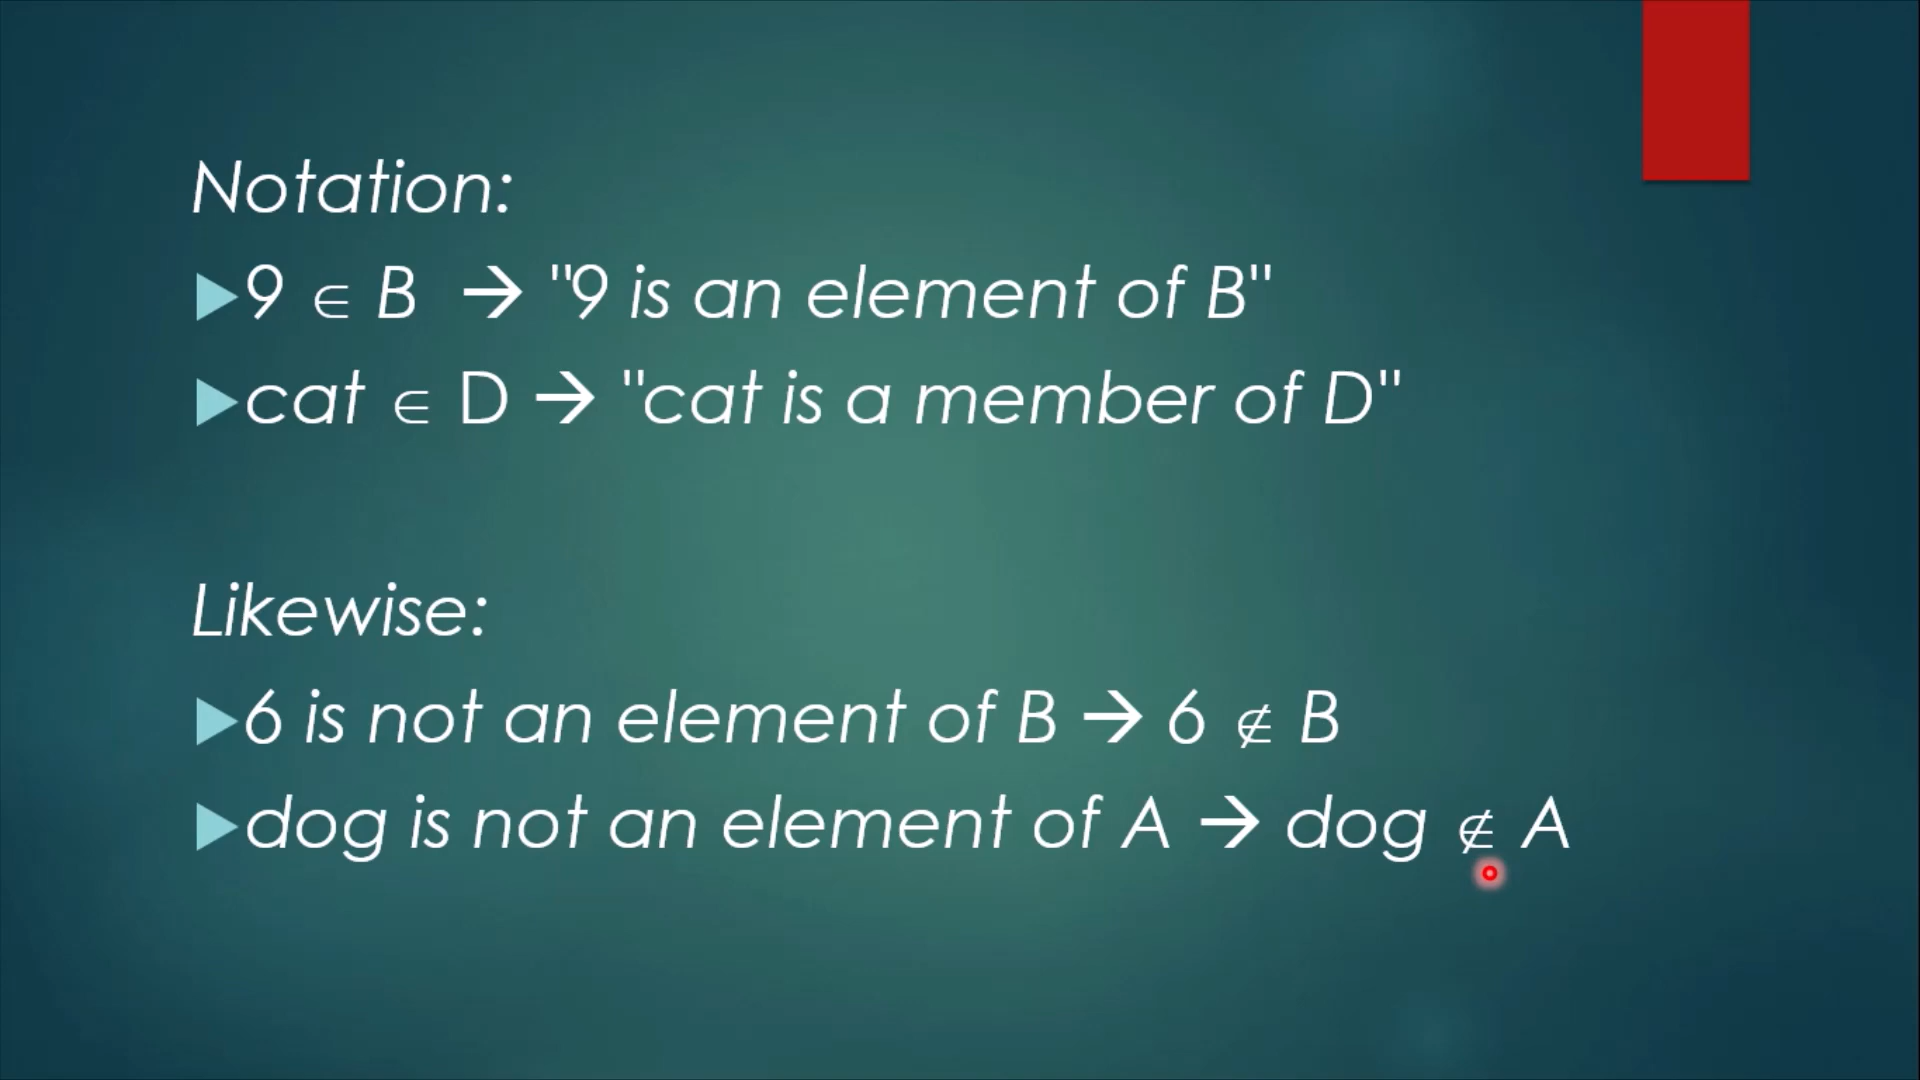 Notation:
9 ∈ B → "9 is an element of B"
cat ∈ D → "cat is a member of D"
Likewise:
6 is not an element of B → 6 ∉ B
dog is not an element of A → dog ∉ A